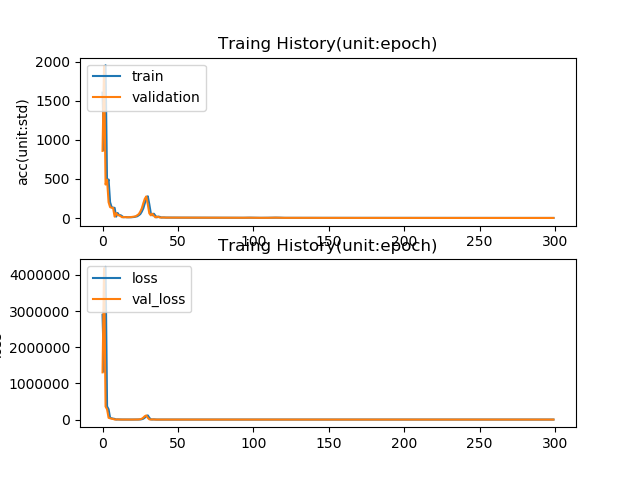 Traing History(unit:epoch)
train
validation
acc(unit:std)
2000
1500
1000
500
0
0 50 100 150 200 250 300
Traing History(unit:epoch)
loss
val_loss
4000000
3000000
2000000
1000000
0
0 50 100 150 200 250 300